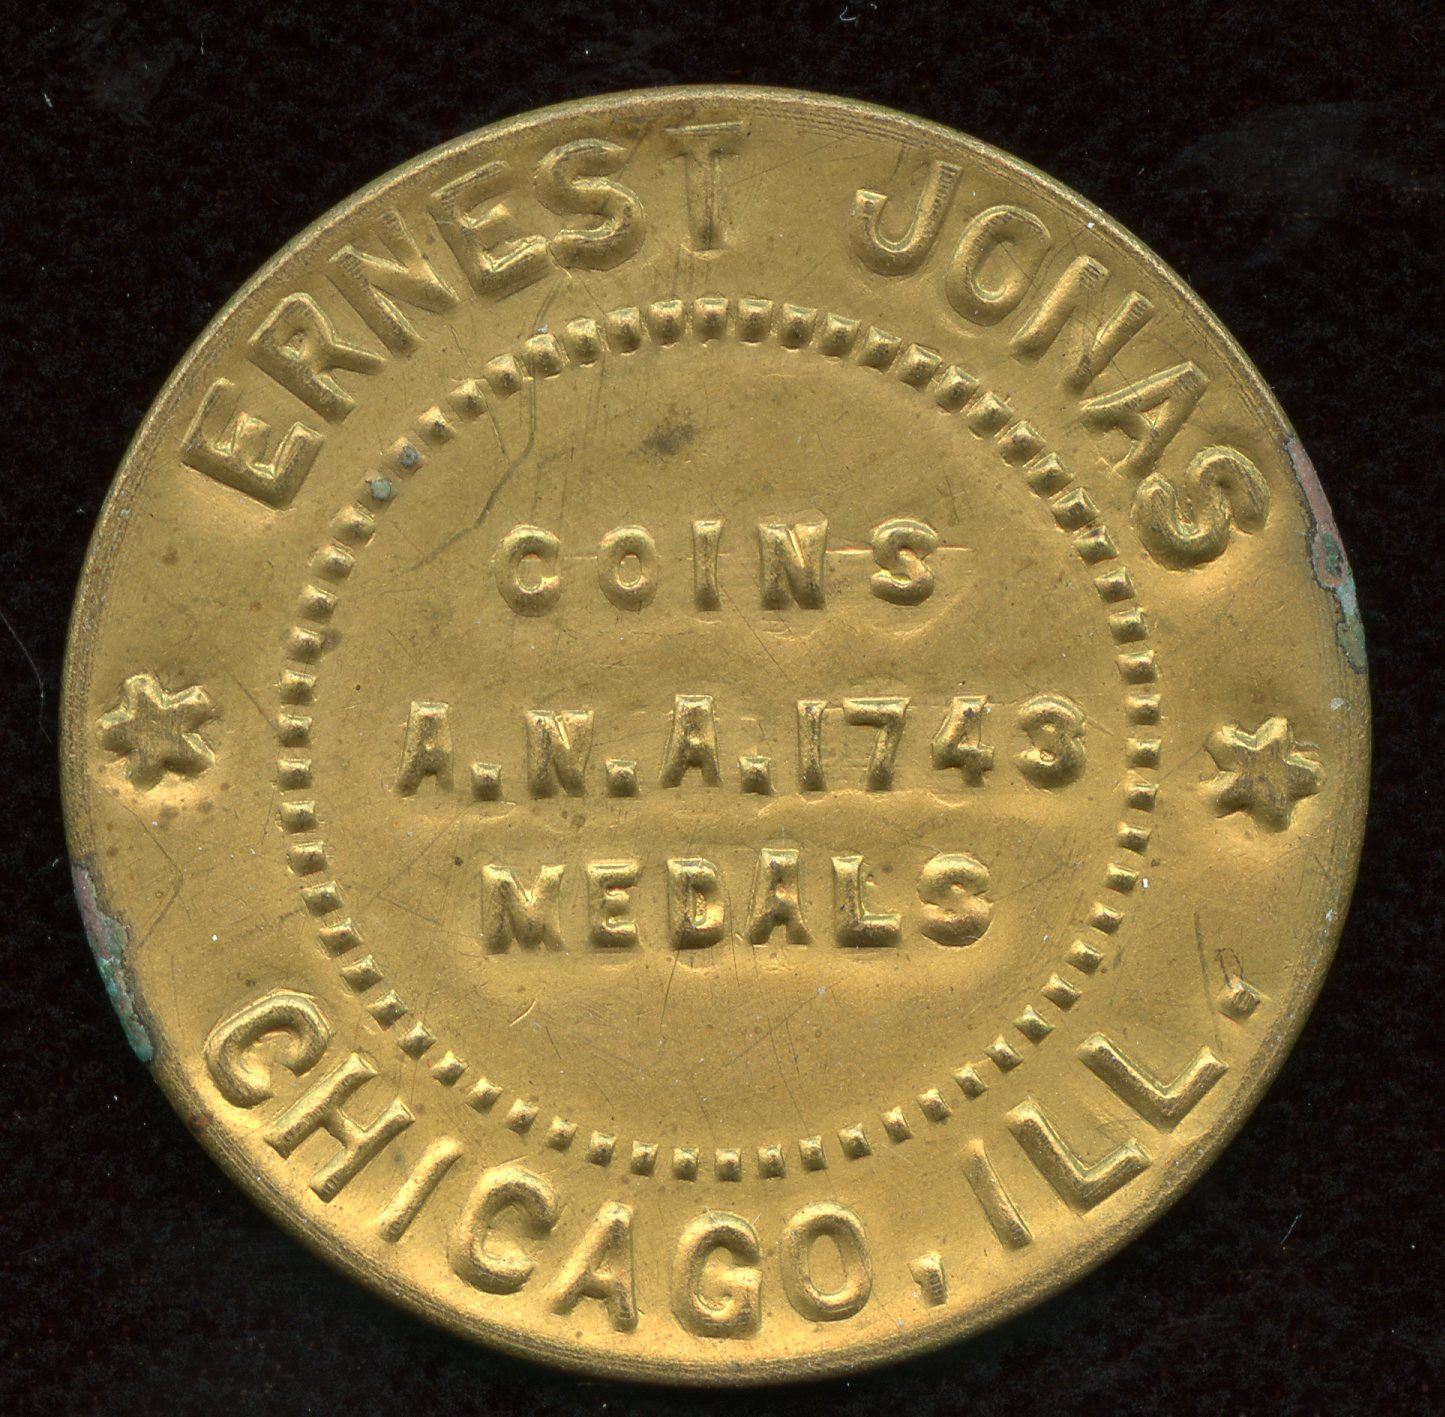 ERNEST JONAS
COINS
A.N.A.1743
MEDALS
CHICAGO, ILL.